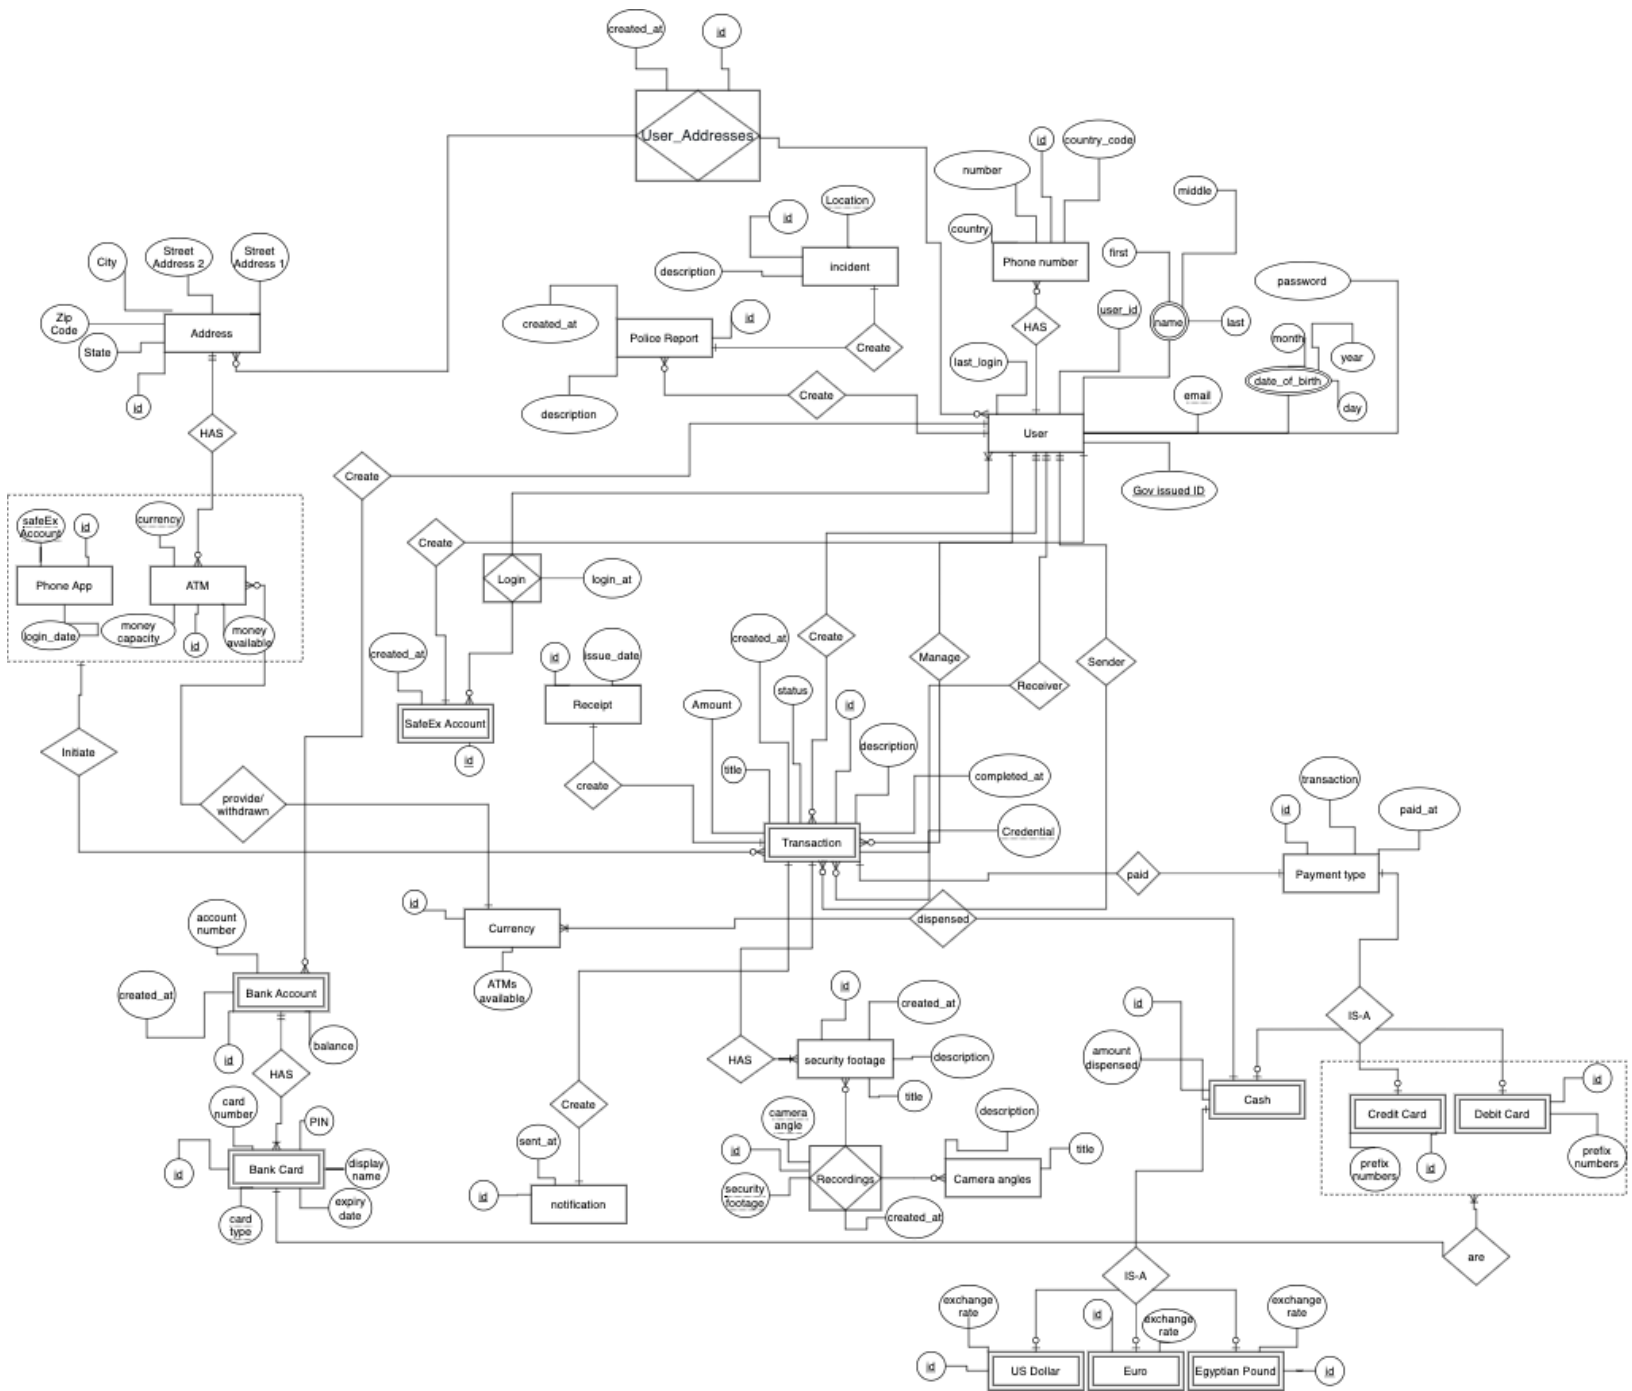 created_at
id
User_Addresses
id
country_code
number
middle
Location
id
country
Phone number
first
City
Street
Address 2
Street
Address 1
description
incident
password
user_id
name
last
Zip
Code
Address
State
created_at
Police Report
id
Create
HAS
month
year
last_login
date_of_birth
day
id
description
Create
email
HAS
User
Create
Gov issued ID
safeEx
Account
id
currency
Create
Phone App
ATM
Login
login_at
login_date
money
capacity
id
money
available
created_at
id
issue_date
created_at
Create
Manage
Sender
Receiver
status
Amount
id
Receipt
SafeEx Account
id
description
Initiate
title
create
completed_at
provide/
withdrawn
transaction
id
paid_at
Credential
Transaction
paid
Payment type
id
account
number
Currency
dispensed
created_at
Bank Account
ATMs
available
id
created_at
id
IS-A
id
balance
HAS
security footage
description
amount
dispensed
HAS
title
id
card
number
PIN
Create
camera
angle
description
Cash
Credit Card
Debit Card
sent_at
id
title
id
Bank Card
display
name
Recordings
Camera angles
prefix
numbers
id
prefix
numbers
id
notification
security
footage
expiry
date
card
type
created_at
are
IS-A
exchange
rate
id
exchange
rate
exchange
rate
id
US Dollar
Euro
Egyptian Pound
id